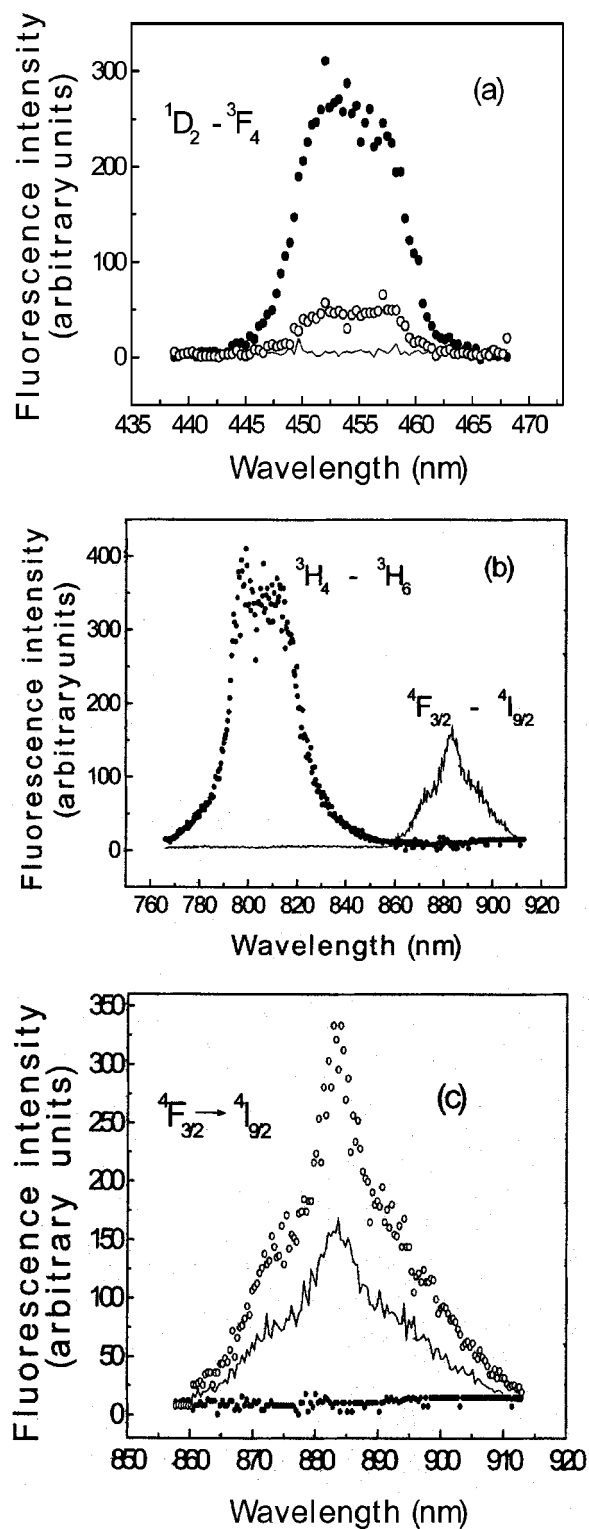 Fluorescence intensity
(arbitrary units)
300
200
100
0
(a)
¹D₂ - ³F₄
435 440 445 450 455 460 465 470
Wavelength (nm)
Fluorescence intensity
(arbitrary units)
400
300
200
100
0
(b)
³H₄ - ³H₆
⁴F₃/₂ - ⁴I₉/₂
760 780 800 820 840 860 880 900 920
Wavelength (nm)
Fluorescence intensity
(arbitrary units)
350
300
250
200
150
100
50
0
(c)
⁴F₃/₂ → ⁴I₉/₂
850 860 870 880 890 900 910 920
Wavelength (nm)